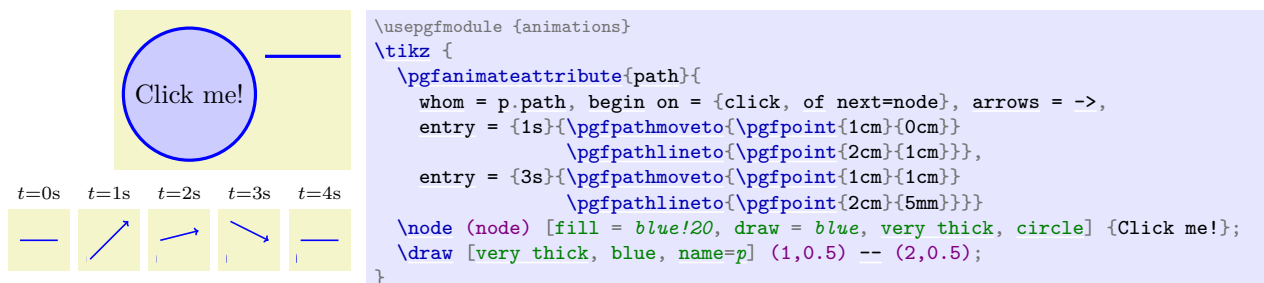 Click me!
t=0s t=1s t=2s t=3s t=4s
\usepgfmodule {animations}
\tikz {
  \pgfanimateattribute{path}{
    whom = p.path, begin on = {click, of next=node}, arrows = ->,
    entry = {1s}{\pgfpathmoveto{\pgfpoint{1cm}{0cm}}
                 \pgfpathlineto{\pgfpoint{2cm}{1cm}}},
    entry = {3s}{\pgfpathmoveto{\pgfpoint{1cm}{1cm}}
                 \pgfpathlineto{\pgfpoint{2cm}{5mm}}}}
  \node (node) [fill = blue!20, draw = blue, very thick, circle] {Click me!};
  \draw [very thick, blue, name=p] (1,0.5) -- (2,0.5);
}